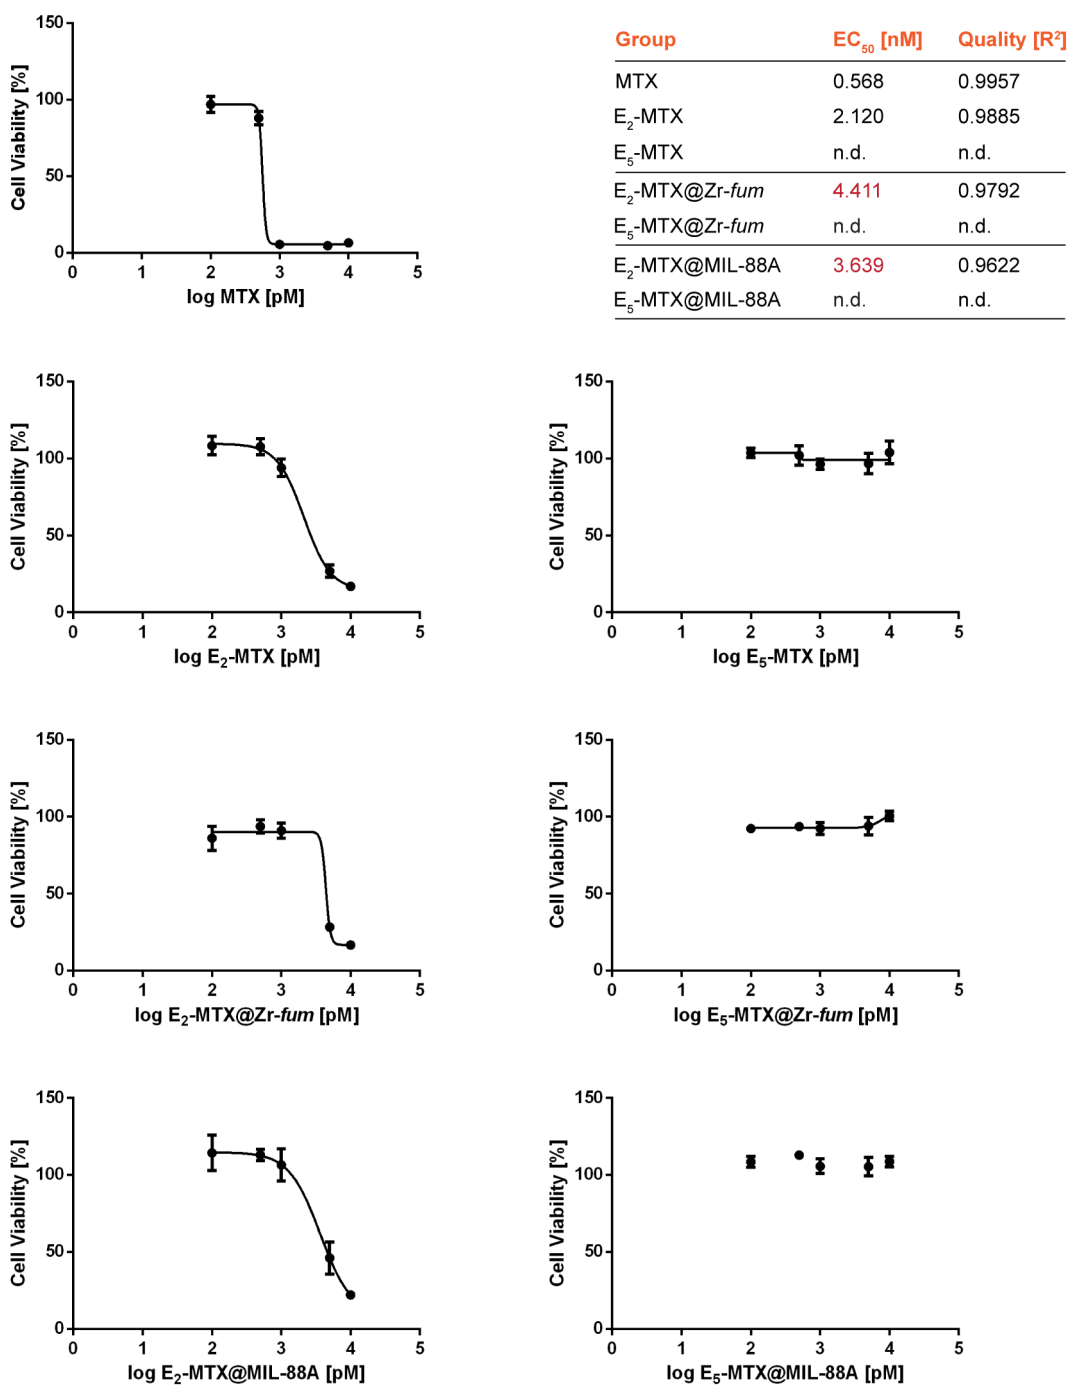 150
100
50
0
0 1 2 3 4 5
Cell Viability [%]
log MTX [pM]
Group EC50 [nM] Quality [R²]
MTX 0.568 0.9957
E2-MTX 2.120 0.9885
E5-MTX n.d. n.d.
E2-MTX@Zr-fum 4.411 0.9792
E5-MTX@Zr-fum n.d. n.d.
E2-MTX@MIL-88A 3.639 0.9622
E5-MTX@MIL-88A n.d. n.d.
150
100
50
0
0 1 2 3 4 5
Cell Viability [%]
log E2-MTX [pM]
150
100
50
0
0 1 2 3 4 5
Cell Viability [%]
log E5-MTX [pM]
150
100
50
0
0 1 2 3 4 5
Cell Viability [%]
log E2-MTX@Zr-fum [pM]
150
100
50
0
0 1 2 3 4 5
Cell Viability [%]
log E5-MTX@Zr-fum [pM]
150
100
50
0
0 1 2 3 4 5
Cell Viability [%]
log E2-MTX@MIL-88A [pM]
150
100
50
0
0 1 2 3 4 5
Cell Viability [%]
log E5-MTX@MIL-88A [pM]